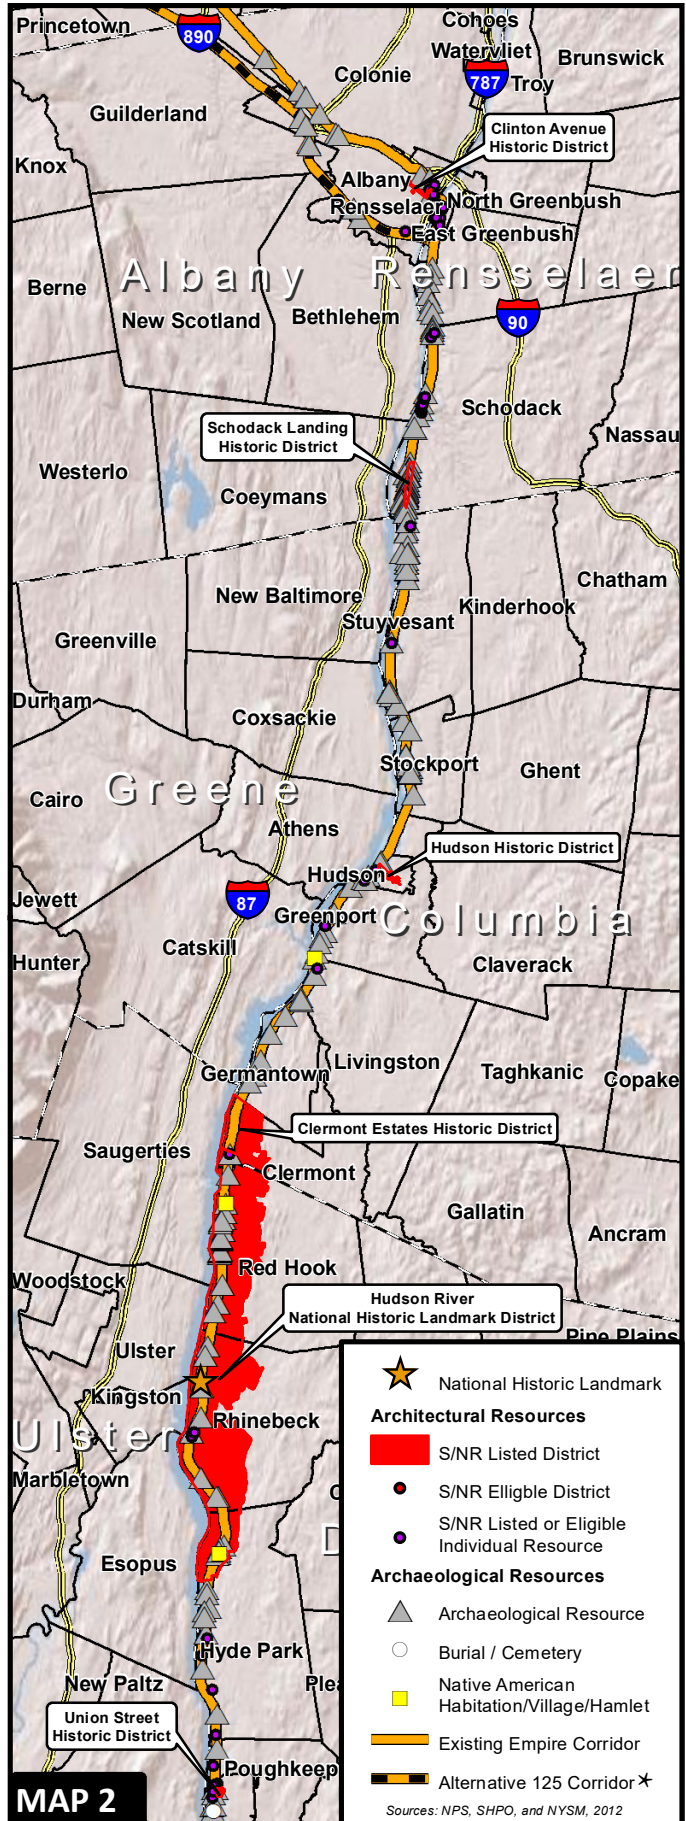 Princetown
890
Cohoes
Watervliet
Brunswick
787
Troy
Colonie
Guilderland
Clinton Avenue
Historic District
Knox
Albany
Rensselaer
North Greenbush
East Greenbush
Albany
Rensselaer
Berne
New Scotland
Bethlehem
90
Schodack
Schodack Landing
Historic District
Nassau
Westerlo
Coeymans
Chatham
New Baltimore
Kinderhook
Stuyvesant
Greenville
Durham
Coxsackie
Stockport
Ghent
Greene
Cairo
Athens
Hudson Historic District
Hudson
Jewett
87
Greenport
Columbia
Catskill
Hunter
Claverack
Livingston
Germantown
Taghkanic
Copake
Clermont Estates Historic District
Saugerties
Clermont
Gallatin
Ancram
Red Hook
Woodstock
Hudson River
National Historic Landmark District
Pine Plains
Ulster
Kingston
Rhinebeck
Ulster
Marbletown
Esopus
Hyde Park
New Paltz
Plea
Union Street
Historic District
Poughkeep
MAP 2
National Historic Landmark
Architectural Resources
S/NR Listed District
S/NR Elligble District
S/NR Listed or Eligible
Individual Resource
Archaeological Resources
Archaeological Resource
Burial / Cemetery
Native American
Habitation/Village/Hamlet
Existing Empire Corridor
Alternative 125 Corridor*
Sources: NPS, SHPO, and NYSM, 2012